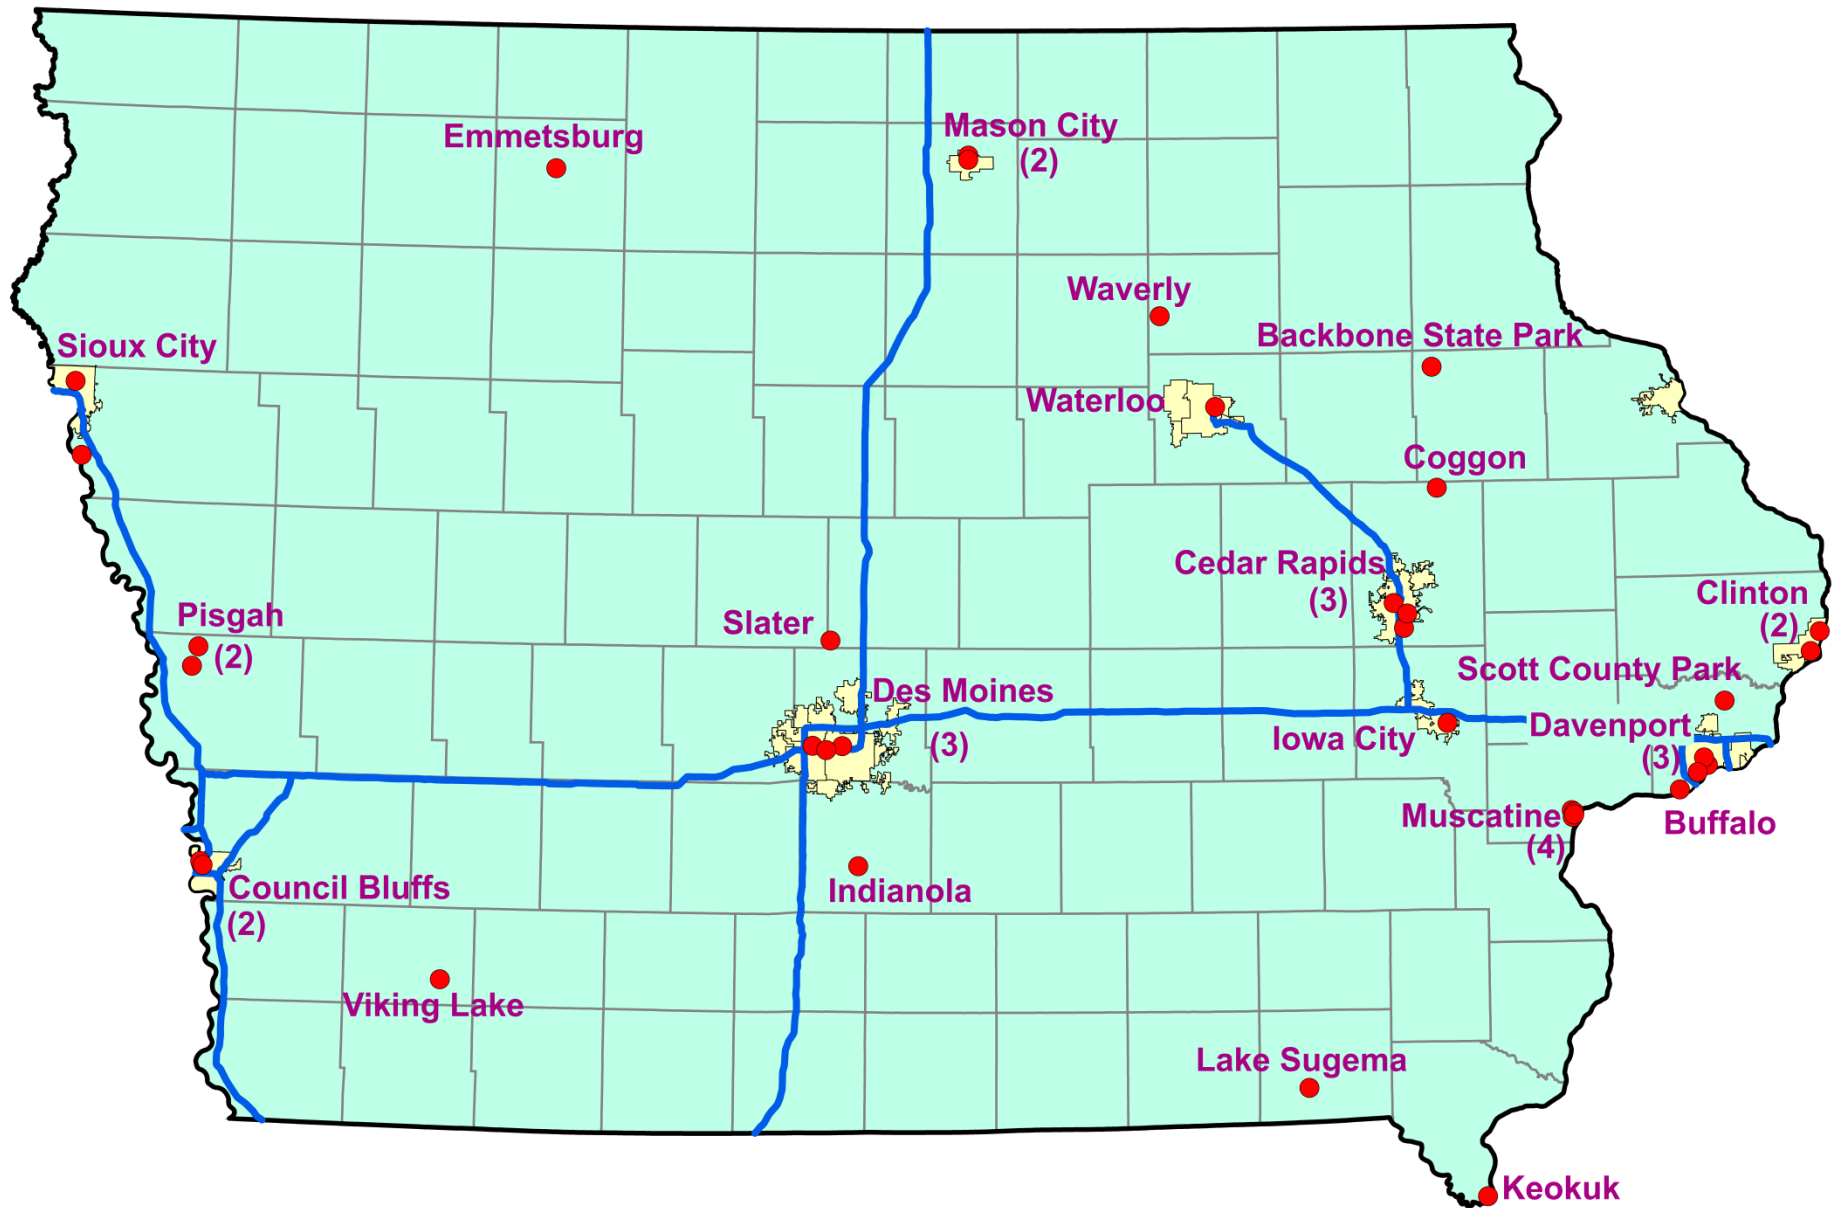 Mason City
(2)
Emmetsburg
Waverly
Backbone State Park
Sioux City
Waterloo
Coggon
Cedar Rapids
(3)
Clinton
(2)
Pisgah
(2)
Slater
Scott County Park
Des Moines
(3)
Iowa City
Davenport
(3)
Muscatine
(4)
Buffalo
Council Bluffs
(2)
Indianola
Viking Lake
Lake Sugema
Keokuk